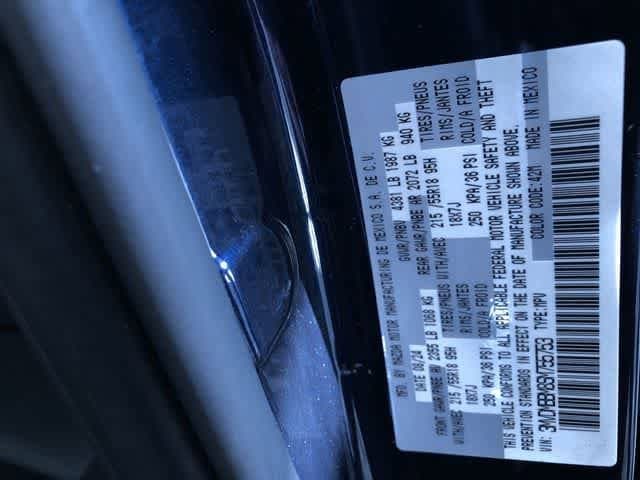 MFD. BY MAZDA MOTOR MANUFACTURING DE MEXICO S.A. DE C.V.
DATE 08/24 GVWR/PNBV 4381 LB 1987 KG
FRONT GAWR/PNBE AV 2355 LB 1068 KG REAR GAWR/PNBE AR 2072 LB 940 KG
WITH/AVEC 215 /55R18 95H TIRES/PNEUS WITH/AVEC 215 /55R18 95H TIRES/PNEUS
18X7J RIMS/JANTES 18X7J RIMS/JANTES
250 KPA/36 PSI COLD/A FROID 250 KPA/36 PSI COLD/A FROID
THIS VEHICLE CONFORMS TO ALL APPLICABLE FEDERAL MOTOR VEHICLE SAFETY AND THEFT
PREVENTION STANDARDS IN EFFECT ON THE DATE OF MANUFACTURE SHOWN ABOVE.
TYPE: MPV COLOR CODE: 42M MADE IN MEXICO
VIN: